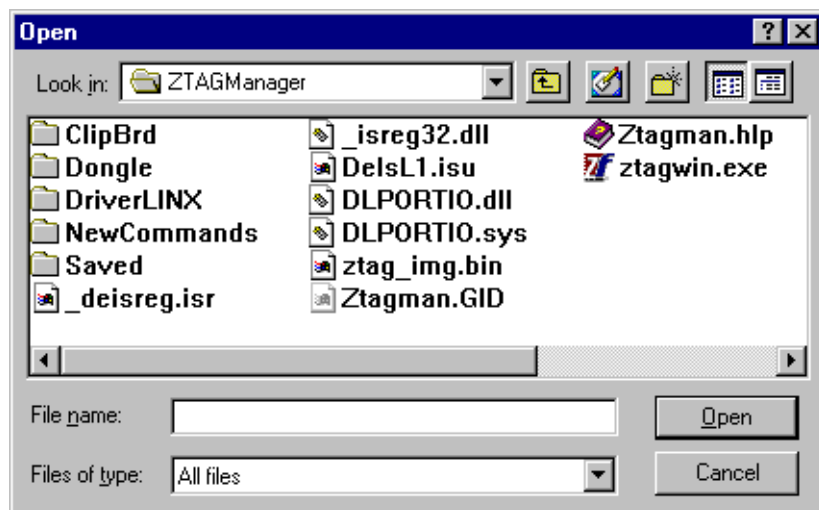 Open
Look in: ZTAGManager
ClipBrd
Dongle
DriverLINX
NewCommands
Saved
_deisreg.isr
_isreg32.dll
DelsL1.isu
DLPORTIO.dll
DLPORTIO.sys
ztag_img.bin
Ztagman.GID
Ztagman.hlp
ztagwin.exe
File name: Open
Files of type: All files Cancel